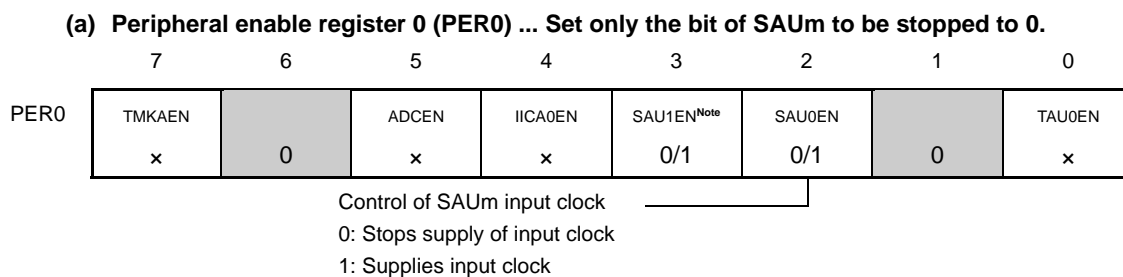 (a) Peripheral enable register 0 (PER0) ... Set only the bit of SAUm to be stopped to 0.
7 6 5 4 3 2 1 0
PER0 TMKAEN ADCEN IICA0EN SAU1ENNote SAU0EN TAU0EN
× 0 × × 0/1 0/1 0 ×
Control of SAUm input clock
0: Stops supply of input clock
1: Supplies input clock